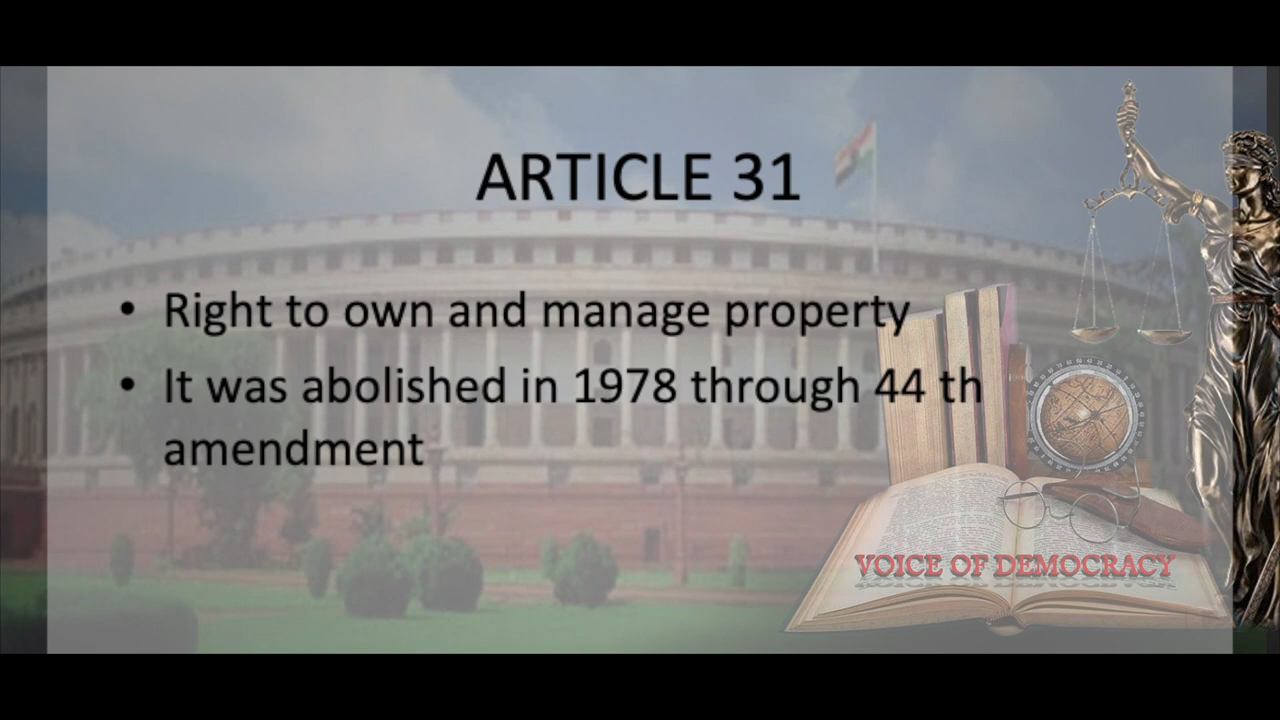 ARTICLE 31
• Right to own and manage property
• It was abolished in 1978 through 44 th
amendment
VOICE OF DEMOCRACY